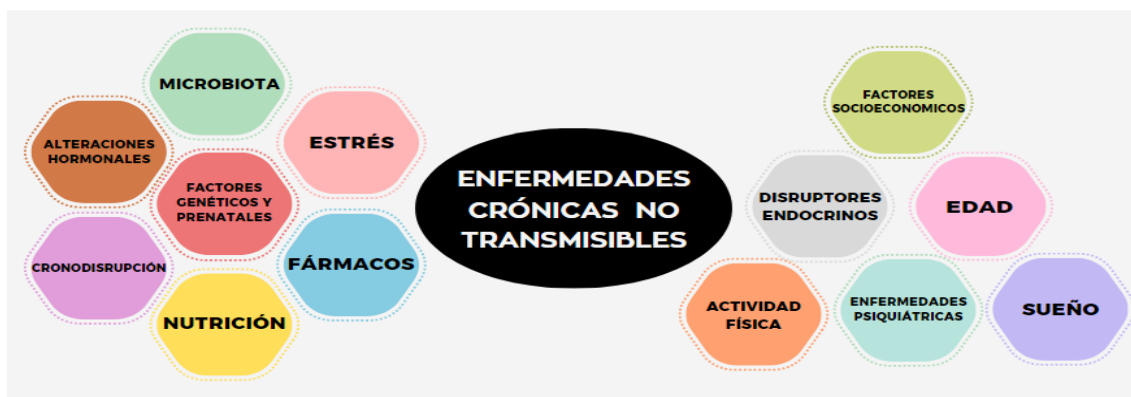 MICROBIOTA
ALTERACIONES
HORMONALES
ESTRÉS
FACTORES
GENÉTICOS Y
PRENATALES
CRONODISRUPCIÓN
FÁRMACOS
NUTRICIÓN
ENFERMEDADES
CRÓNICAS NO
TRANSMISIBLES
FACTORES
SOCIOECONOMICOS
DISRUPTORES
ENDOCRINOS
EDAD
ACTIVIDAD
FÍSICA
ENFERMEDADES
PSIQUIÁTRICAS
SUEÑO